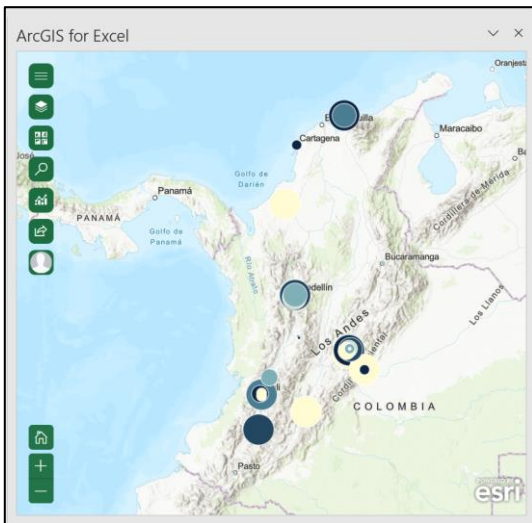 ArcGIS for Excel
Oranjesta
Maracaibo
Cartagena
Golfo de
Darién
Panamá
PANAMÁ
Golfo de
Panamá
Río Atrato
Bucaramanga
Cordillera de Mérida
Los Llanos
Los Andes
COLOMBIA
Pasto
esri